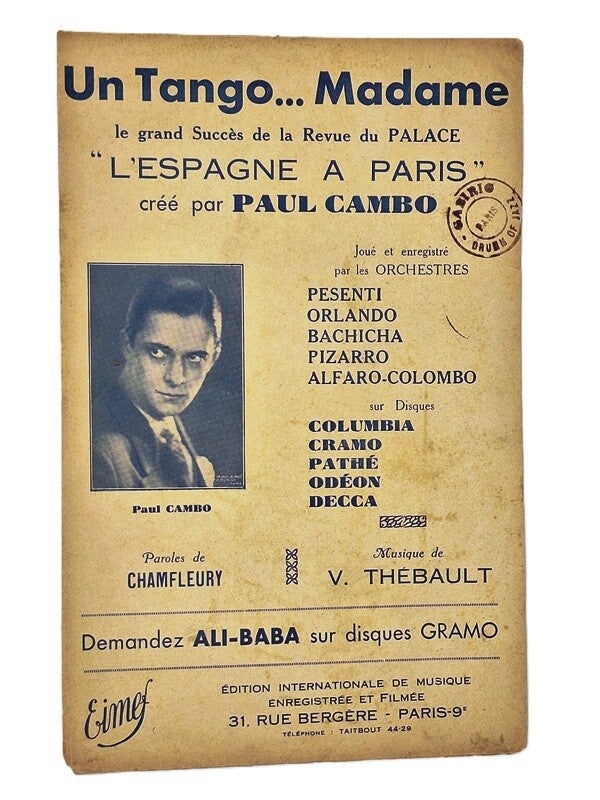 Un Tango... Madame
le grand Succès de la Revue du PALACE
"L'ESPAGNE A PARIS"
créé par PAUL CAMBO
GABIRIO
PARIS
Joué et enregistré
par les ORCHESTRES
PESENTI
ORLANDO
BACHICHA
PIZARRO
ALFARO-COLOMBO
sur Disques
COLUMBIA
CRAMO
PATHÉ
ODÉON
DECCA
Paul CAMBO
Paroles de
CHAMFLEURY
Musique de
V. THÉBAULT
Demandez ALI-BABA sur disques GRAMO
Eimef
ÉDITION INTERNATIONALE DE MUSIQUE
ENREGISTRÉE ET FILMÉE
31, RUE BERGÈRE - PARIS-9E
TÉLÉPHONE : TAITBOUT 44-29